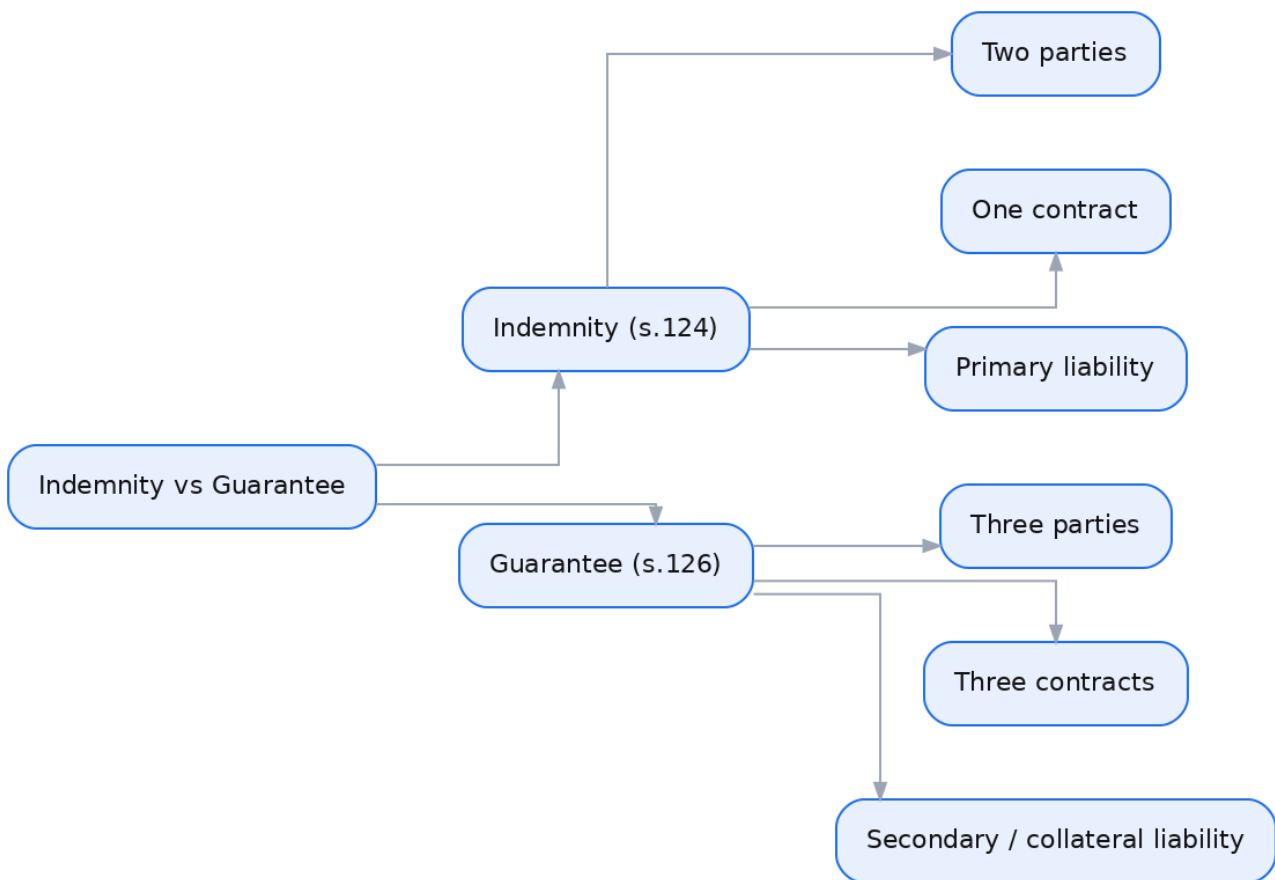 Indemnity vs Guarantee
Indemnity (s.124)
Two parties
One contract
Primary liability
Guarantee (s.126)
Three parties
Three contracts
Secondary / collateral liability